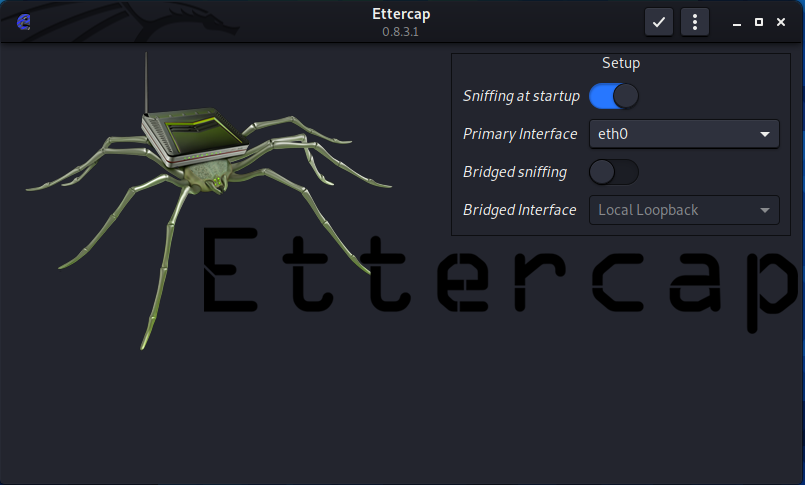 Ettercap
0.8.3.1
Setup
Sniffing at startup
Primary Interface eth0
Bridged sniffing
Bridged Interface Local Loopback
Ettercap